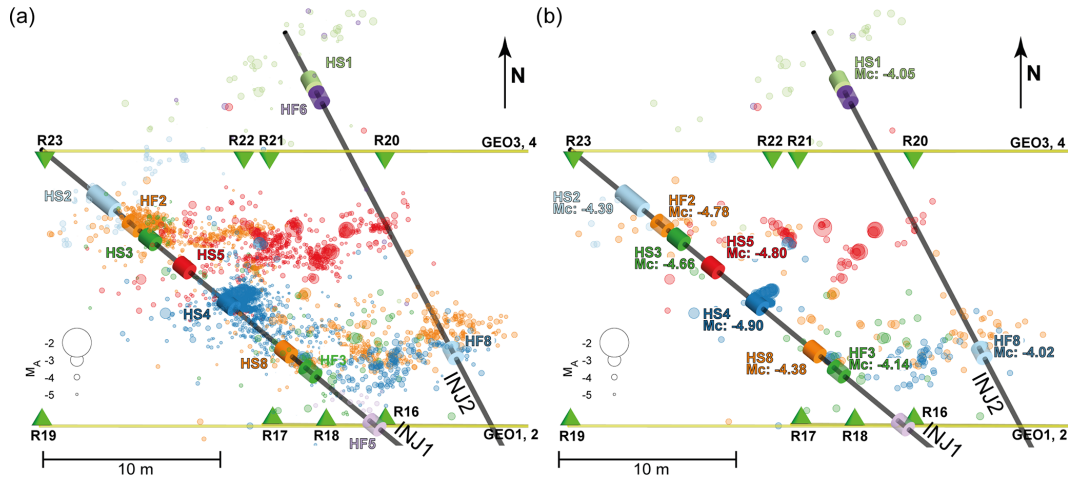 (a)
HS1
HF6
N
R23
R22
R21
R20
GEO3, 4
HS2
HF2
HS3
HS5
HS4
HF8
HS8
HF3
-2
-3
-4
-5
M_A
INJ2
R16
R19
R17
R18
HF5
INJ1
GEO1, 2
10 m
(b)
HS1
Mc: -4.05
N
R23
R22
R21
R20
GEO3, 4
HS2
Mc: -4.39
HF2
Mc: -4.78
HS3
Mc: -4.66
HS5
Mc: -4.80
HS4
Mc: -4.90
HF8
Mc: -4.02
HS8
Mc: -4.38
HF3
Mc: -4.14
-2
-3
-4
-5
M_A
INJ2
R16
R19
R17
R18
INJ1
GEO1, 2
10 m